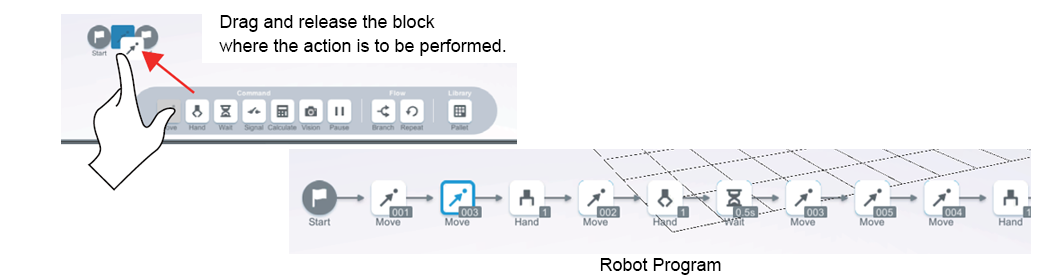 Drag and release the block
where the action is to be performed.
Start
Command Flow Library
Hand Wait Signal Calculate Vision Pause Branch Repeat Pallet
001 003 1 002 1 0.5s 003 005 004 1
Start Move Move Hand Move Hand Wait Move Move Move Hand
Robot Program